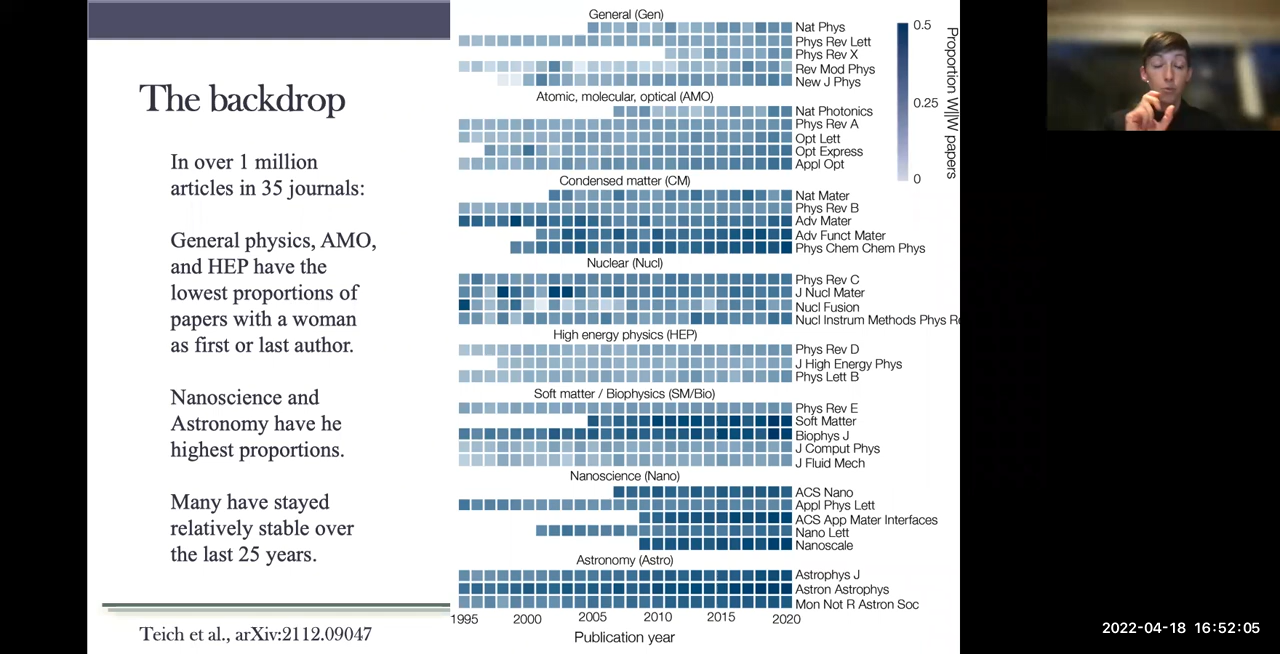 The backdrop
In over 1 million
articles in 35 journals:
General physics, AMO,
and HEP have the
lowest proportions of
papers with a woman
as first or last author.
Nanoscience and
Astronomy have he
highest proportions.
Many have stayed
relatively stable over
the last 25 years.
Teich et al., arXiv:2112.09047
General (Gen)
Nat Phys
Phys Rev Lett
Phys Rev X
Rev Mod Phys
New J Phys
Atomic, molecular, optical (AMO)
Nat Photonics
Phys Rev A
Opt Lett
Opt Express
Appl Opt
Condensed matter (CM)
Nat Mater
Phys Rev B
Adv Mater
Adv Funct Mater
Phys Chem Chem Phys
Nuclear (Nucl)
Phys Rev C
J Nucl Mater
Nucl Fusion
Nucl Instrum Methods Phys Re
High energy physics (HEP)
Phys Rev D
J High Energy Phys
Phys Lett B
Soft matter / Biophysics (SM/Bio)
Phys Rev E
Soft Matter
Biophys J
J Comput Phys
J Fluid Mech
Nanoscience (Nano)
ACS Nano
Appl Phys Lett
ACS App Mater Interfaces
Nano Lett
Nanoscale
Astronomy (Astro)
Astrophys J
Astron Astrophys
Mon Not R Astron Soc
1995 2000 2005 2010 2015 2020
Publication year
0.5
0.25
0
Proportion W||W papers
2022-04-18 16:52:05